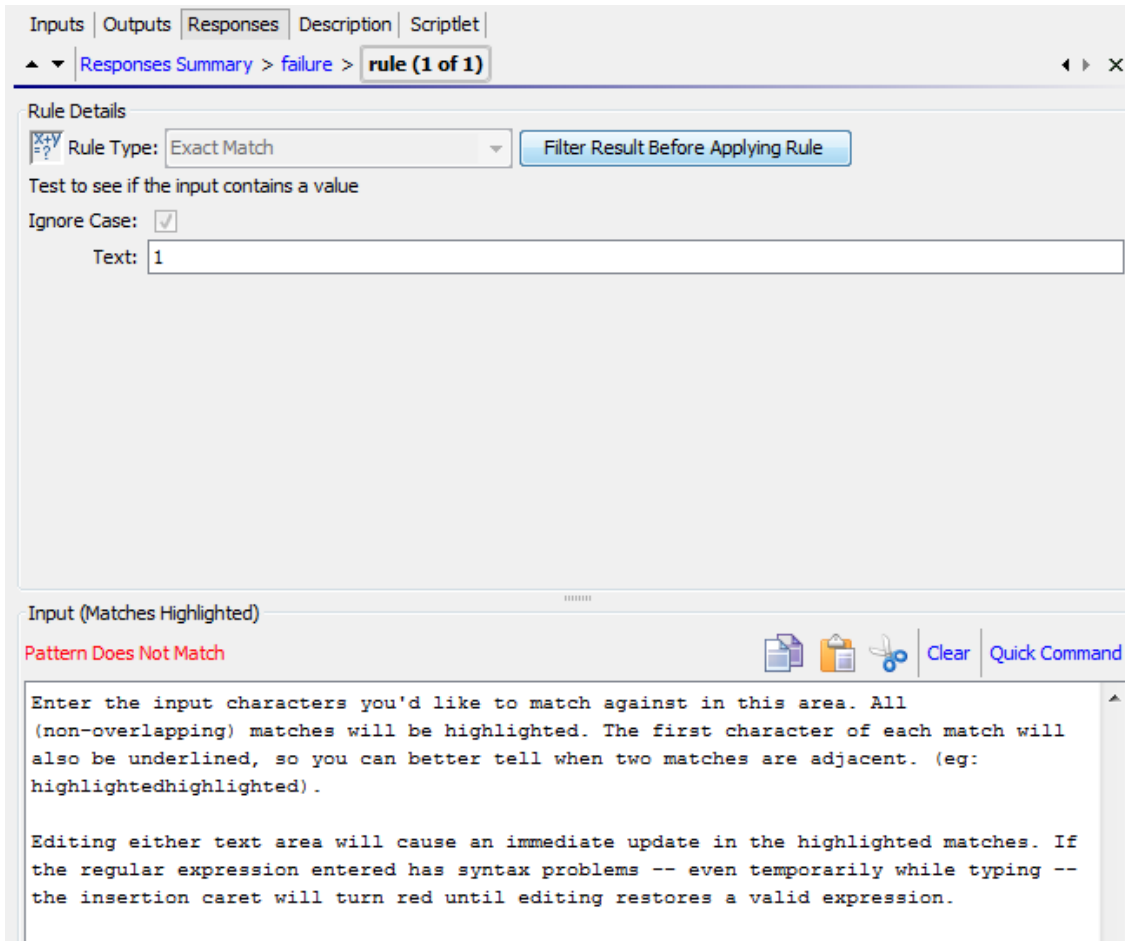 Inputs Outputs Responses Description Scriptlet
Responses Summary > failure > rule (1 of 1)
Rule Details
X+Y =? Rule Type: Exact Match Filter Result Before Applying Rule
Test to see if the input contains a value
Ignore Case:
Text: 1
Input (Matches Highlighted)
Pattern Does Not Match Clear Quick Command
Enter the input characters you'd like to match against in this area. All
(non-overlapping) matches will be highlighted. The first character of each match will
also be underlined, so you can better tell when two matches are adjacent. (eg:
highlightedhighlighted).
Editing either text area will cause an immediate update in the highlighted matches. If
the regular expression entered has syntax problems -- even temporarily while typing --
the insertion caret will turn red until editing restores a valid expression.